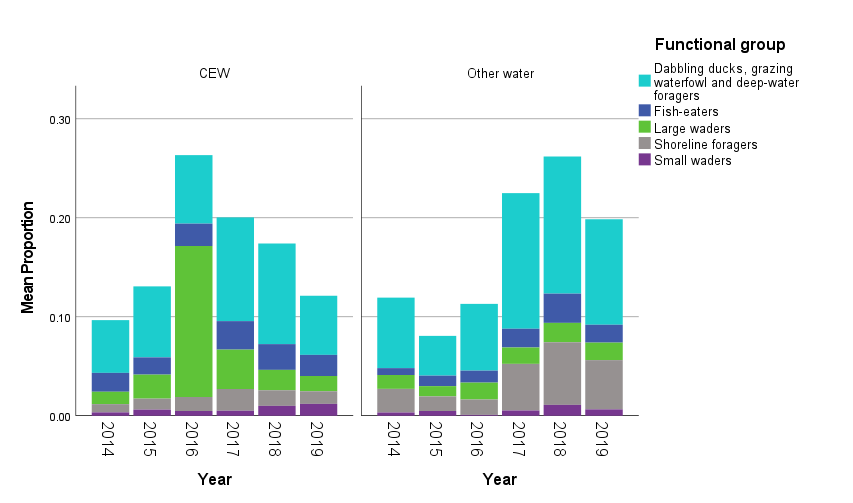 Functional group
CEW
Other water
Dabbling ducks, grazing
waterfowl and deep-water
foragers
Fish-eaters
Large waders
Shoreline foragers
Small waders
Mean Proportion
0.30
0.20
0.10
0.00
2014 2015 2016 2017 2018 2019
2014 2015 2016 2017 2018 2019
Year
Year